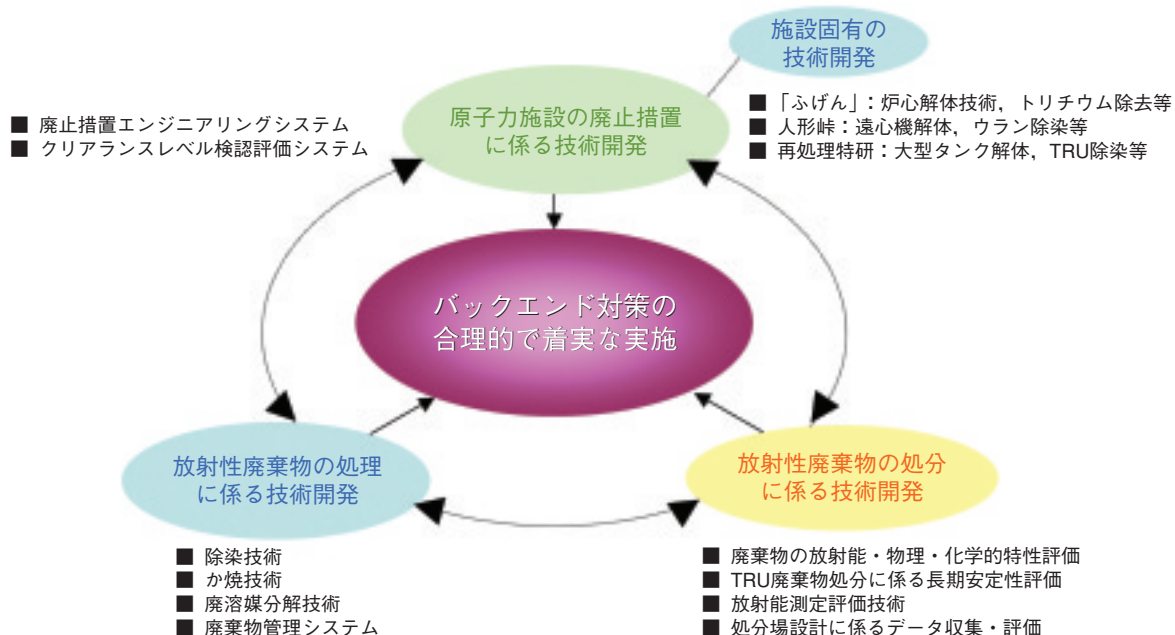 施設固有の
技術開発
原子力施設の廃止措置
に係る技術開発
■ 廃止措置エンジニアリングシステム
■ クリアランスレベル検認評価システム
■ 「ふげん」：炉心解体技術，トリチウム除去等
■ 人形峠：遠心機解体，ウラン除染等
■ 再処理特研：大型タンク解体，TRU除染等
バックエンド対策の
合理的で着実な実施
放射性廃棄物の処理
に係る技術開発
放射性廃棄物の処分
に係る技術開発
■ 除染技術
■ か焼技術
■ 廃溶媒分解技術
■ 廃棄物管理システム
■ 廃棄物の放射能・物理・化学的特性評価
■ TRU廃棄物処分に係る長期安定性評価
■ 放射能測定評価技術
■ 処分場設計に係るデータ収集・評価